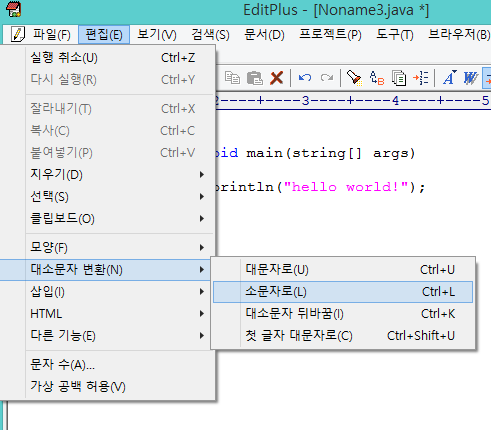 EditPlus - [Noname3.java *]
파일(F) 편집(E) 보기(V) 검색(S) 문서(D) 프로젝트(P) 도구(T) 브라우저(B)
실행 취소(U) Ctrl+Z
다시 실행(R) Ctrl+Y
잘라내기(T) Ctrl+X
복사(C) Ctrl+C
붙여넣기(P) Ctrl+V
지우기(D)
선택(S)
클립보드(O)
모양(F)
대소문자 변환(N)
삽입(I)
HTML
다른 기능(E)
문자 수(A)...
가상 공백 허용(V)
대문자로(U) Ctrl+U
소문자로(L) Ctrl+L
대소문자 뒤바꿈(I) Ctrl+K
첫 글자 대문자로(C) Ctrl+Shift+U
2----+----3----+----4----+----5
oid main(string[] args)
println("hello world!");